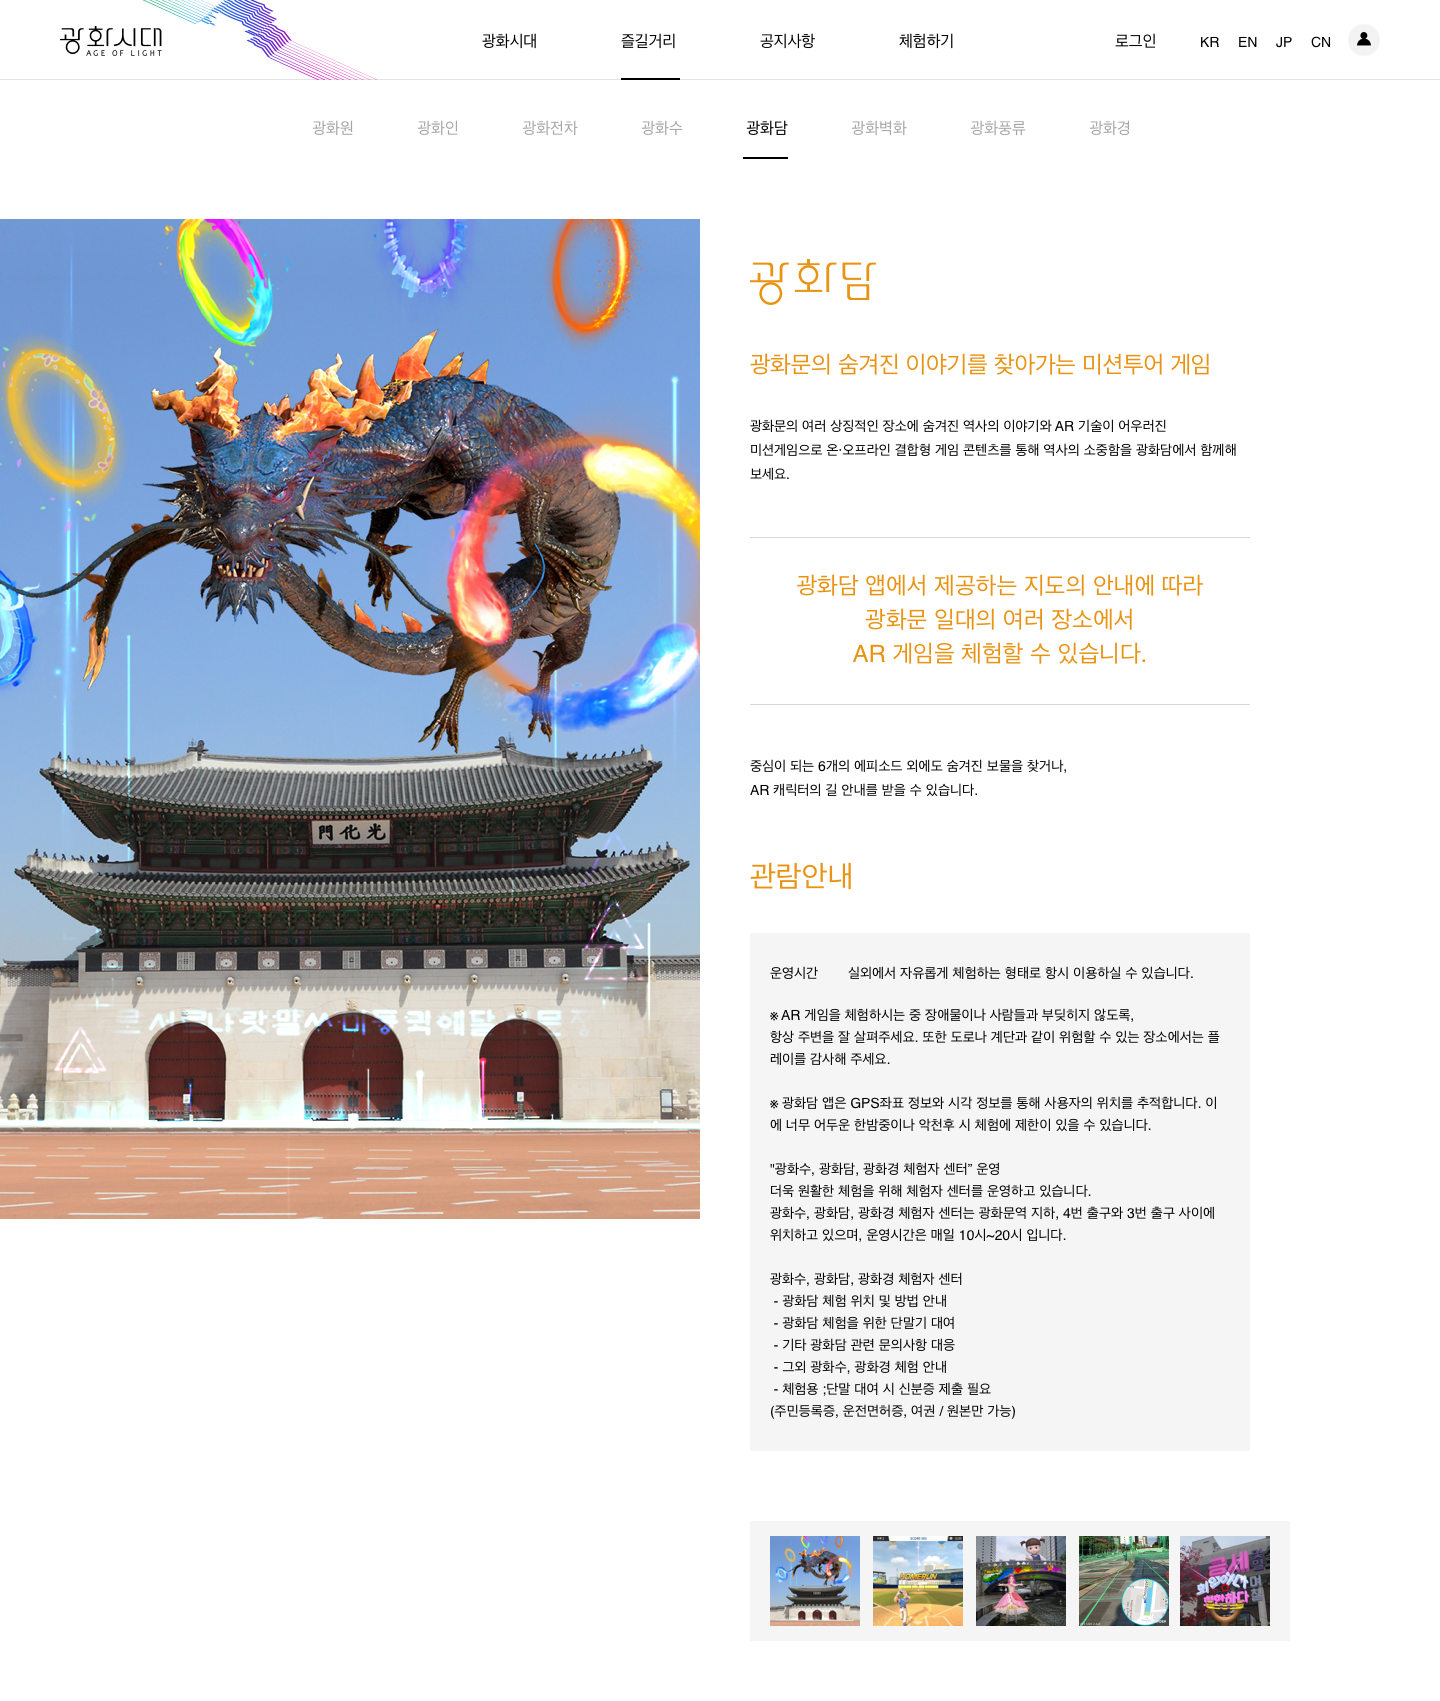 광화시대
AGE OF LIGHT
광화시대
즐길거리
공지사항
체험하기
로그인
KR EN JP CN
광화원
광화인
광화전차
광화수
광화담
광화벽화
광화풍류
광화경
광화담
광화문의 숨겨진 이야기를 찾아가는 미션투어 게임
광화문의 여러 상징적인 장소에 숨겨진 역사의 이야기와 AR 기술이 어우러진
미션게임으로 온·오프라인 결합형 게임 콘텐츠를 통해 역사의 소중함을 광화담에서 함께해
보세요.
광화담 앱에서 제공하는 지도의 안내에 따라
광화문 일대의 여러 장소에서
AR 게임을 체험할 수 있습니다.
중심이 되는 6개의 에피소드 외에도 숨겨진 보물을 찾거나,
AR 캐릭터의 길 안내를 받을 수 있습니다.
門化光
관람안내
운영시간 실외에서 자유롭게 체험하는 형태로 항시 이용하실 수 있습니다.
※ AR 게임을 체험하시는 중 장애물이나 사람들과 부딪히지 않도록,
항상 주변을 잘 살펴주세요. 또한 도로나 계단과 같이 위험할 수 있는 장소에서는 플
레이를 감사해 주세요.
※ 광화담 앱은 GPS좌표 정보와 시각 정보를 통해 사용자의 위치를 추적합니다. 이
에 너무 어두운 한밤중이나 악천후 시 체험에 제한이 있을 수 있습니다.
"광화수, 광화담, 광화경 체험자 센터” 운영
더욱 원활한 체험을 위해 체험자 센터를 운영하고 있습니다.
광화수, 광화담, 광화경 체험자 센터는 광화문역 지하, 4번 출구와 3번 출구 사이에
위치하고 있으며, 운영시간은 매일 10시~20시 입니다.
광화수, 광화담, 광화경 체험자 센터
- 광화담 체험 위치 및 방법 안내
- 광화담 체험을 위한 단말기 대여
- 기타 광화담 관련 문의사항 대응
- 그외 광화수, 광화경 체험 안내
- 체험용 ;단말 대여 시 신분증 제출 필요
(주민등록증, 운전면허증, 여권 / 원본만 가능)
HOMERUN